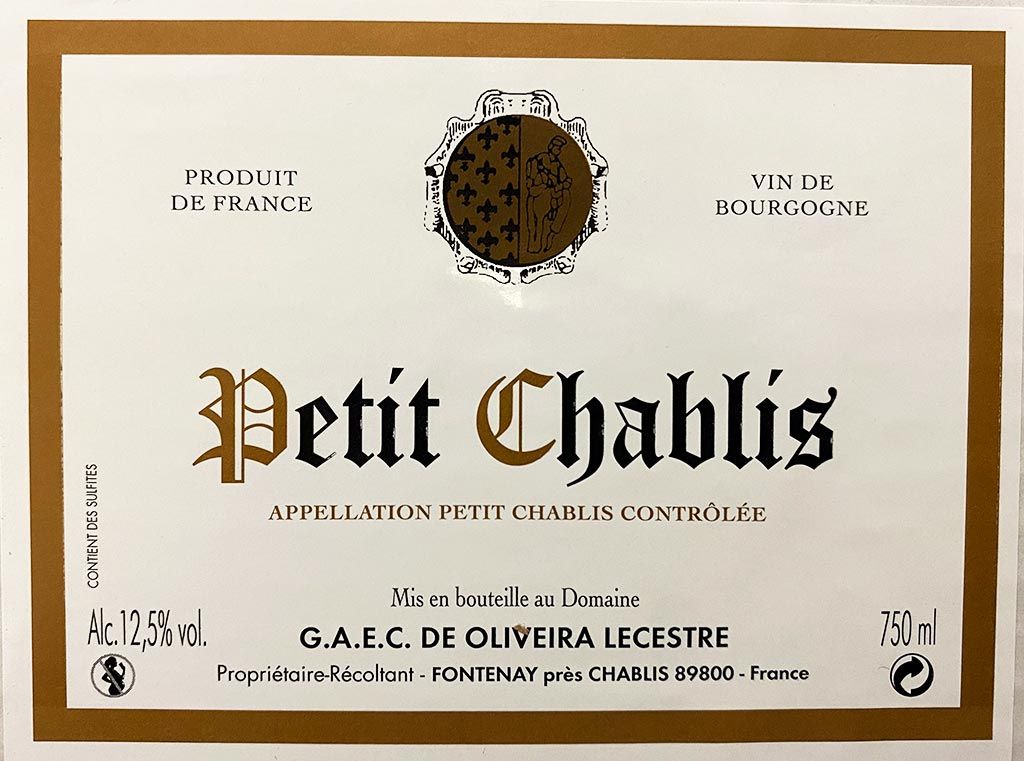 PRODUIT
DE FRANCE
VIN DE
BOURGOGNE
Petit Chablis
APPELLATION PETIT CHABLIS CONTRÔLÉE
CONTIENT DES SULFITES
Mis en bouteille au Domaine
Alc.12,5% vol.
G.A.E.C. DE OLIVEIRA LECESTRE
750 ml
Propriétaire-Récoltant - FONTENAY près CHABLIS 89800 - France